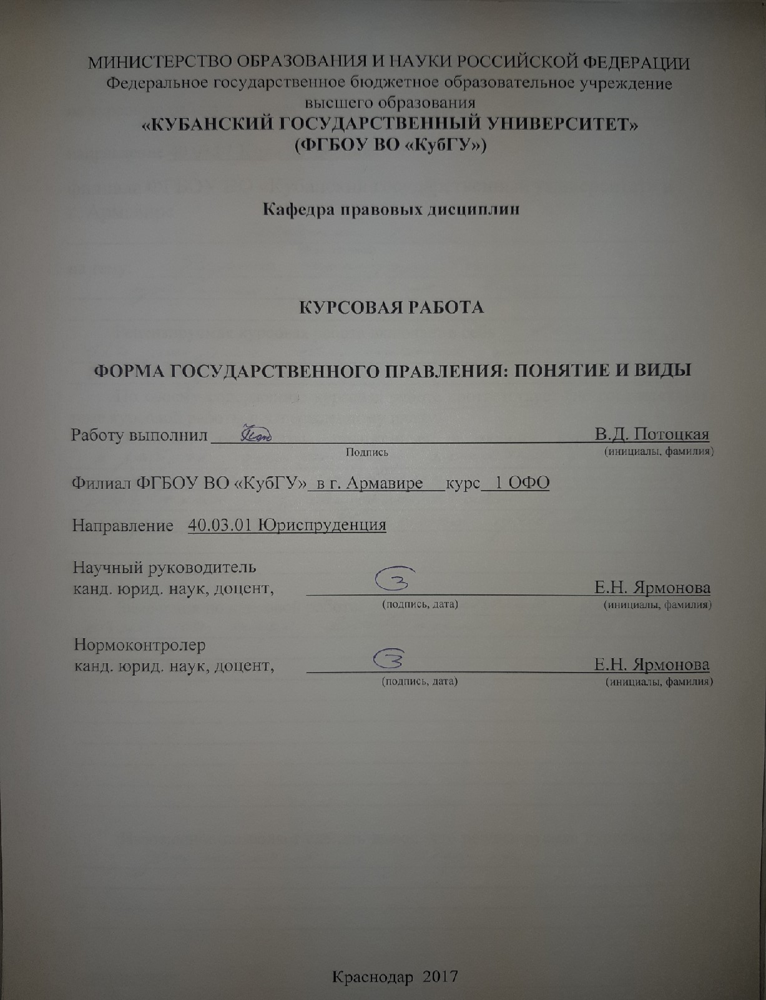 МИНИСТЕРСТВО ОБРАЗОВАНИЯ И НАУКИ РОССИЙСКОЙ ФЕДЕРАЦИИ
Федеральное государственное бюджетное образовательное учреждение
высшего образования
«КУБАНСКИЙ ГОСУДАРСТВЕННЫЙ УНИВЕРСИТЕТ»
(ФГБОУ ВО «КубГУ»)
Кафедра правовых дисциплин
КУРСОВАЯ РАБОТА
ФОРМА ГОСУДАРСТВЕННОГО ПРАВЛЕНИЯ: ПОНЯТИЕ И ВИДЫ
Работу выполнил В.Д. Потоцкая
Подпись (инициалы, фамилия)
Филиал ФГБОУ ВО «КубГУ» в г. Армавире курс 1 ОФО
Направление 40.03.01 Юриспруденция
Научный руководитель
канд. юрид. наук, доцент, Е.Н. Ярмонова
(подпись, дата) (инициалы, фамилия)
Нормоконтролер
канд. юрид. наук, доцент, Е.Н. Ярмонова
(подпись, дата) (инициалы, фамилия)
Краснодар 2017